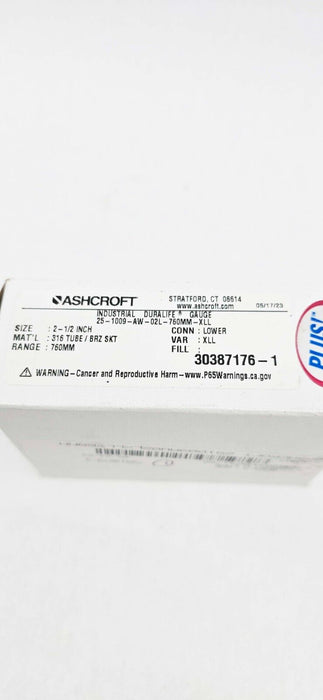 ASHCROFT STRATFORD, CT 06614
www.ashcroft.com 05/17/23
INDUSTRIAL DURALIFE ® GAUGE
25-1009-AW-02L-760MM-XLL
SIZE : 2-1/2 INCH CONN : LOWER
MAT'L : 316 TUBE / BRZ SKT VAR : XLL
RANGE : 760MM FILL :
30387176-1
WARNING-Cancer and Reproductive Harm-www.P65Warnings.ca.gov
PLUS!